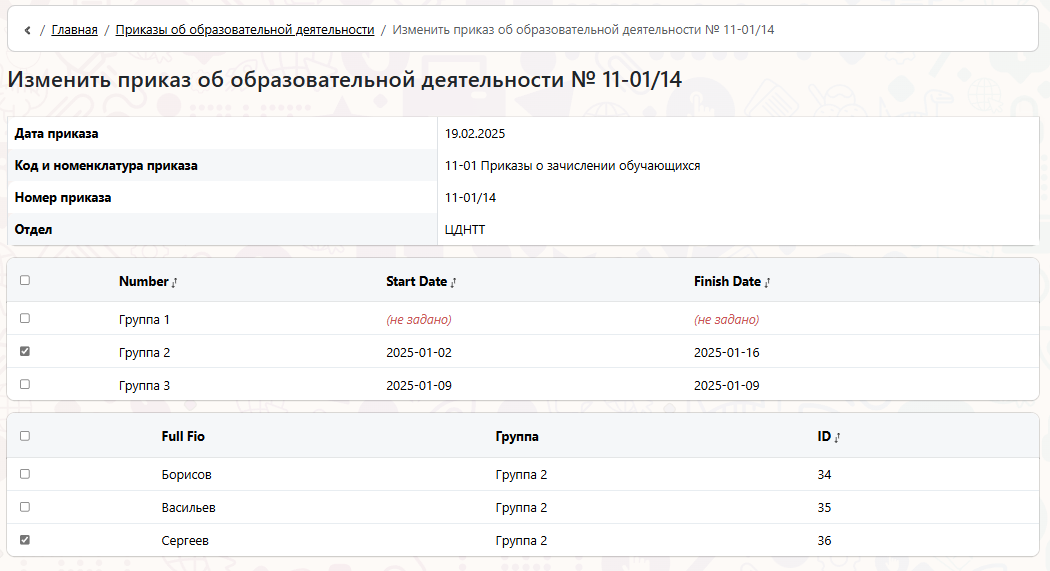 / Главная / Приказы об образовательной деятельности / Изменить приказ об образовательной деятельности № 11-01/14
Изменить приказ об образовательной деятельности № 11-01/14
Дата приказа 19.02.2025
Код и номенклатура приказа 11-01 Приказы о зачислении обучающихся
Номер приказа 11-01/14
Отдел ЦДНТТ
Number Start Date Finish Date
Группа 1 (не задано) (не задано)
Группа 2 2025-01-02 2025-01-16
Группа 3 2025-01-09 2025-01-09
Full Fio Группа ID
Борисов Группа 2 34
Васильев Группа 2 35
Сергеев Группа 2 36